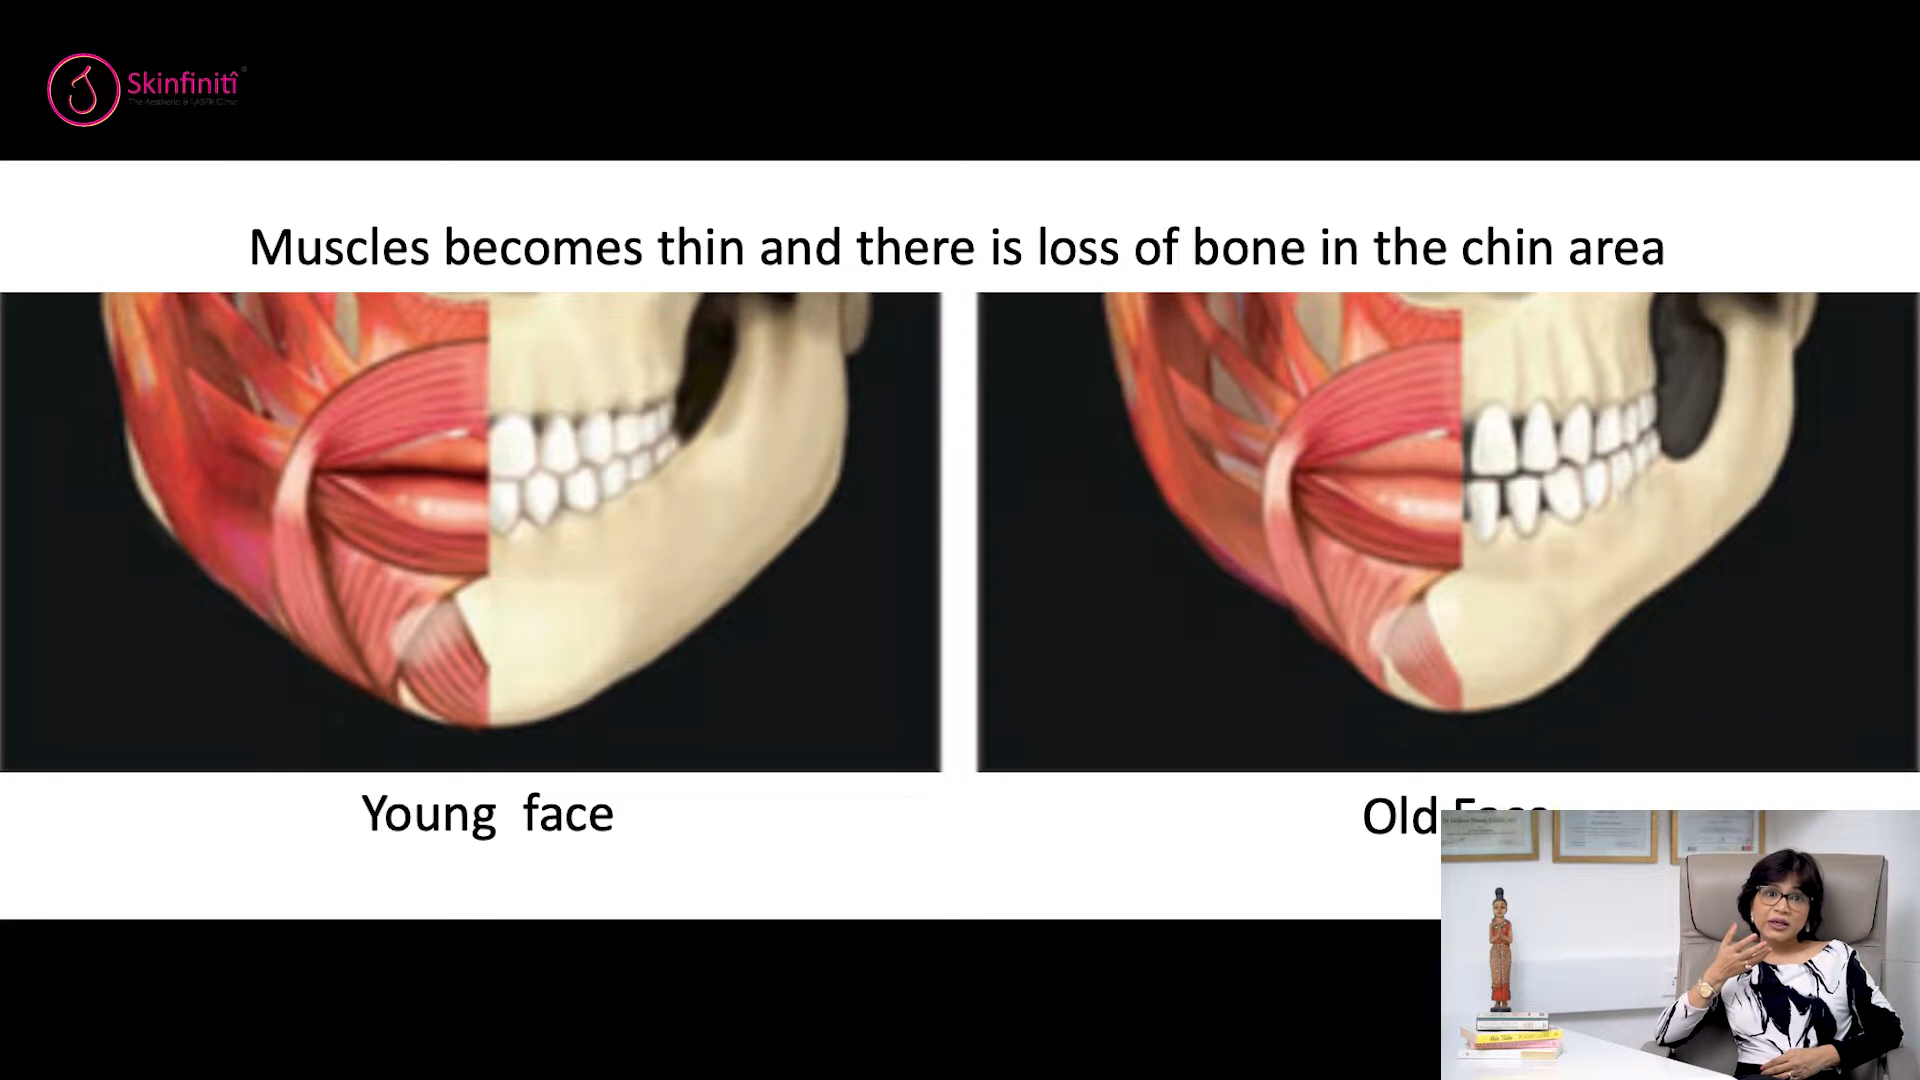 Skinfinitî
The Aesthetic & LASER Clinic
Muscles becomes thin and there is loss of bone in the chin area
Young face
Old Face